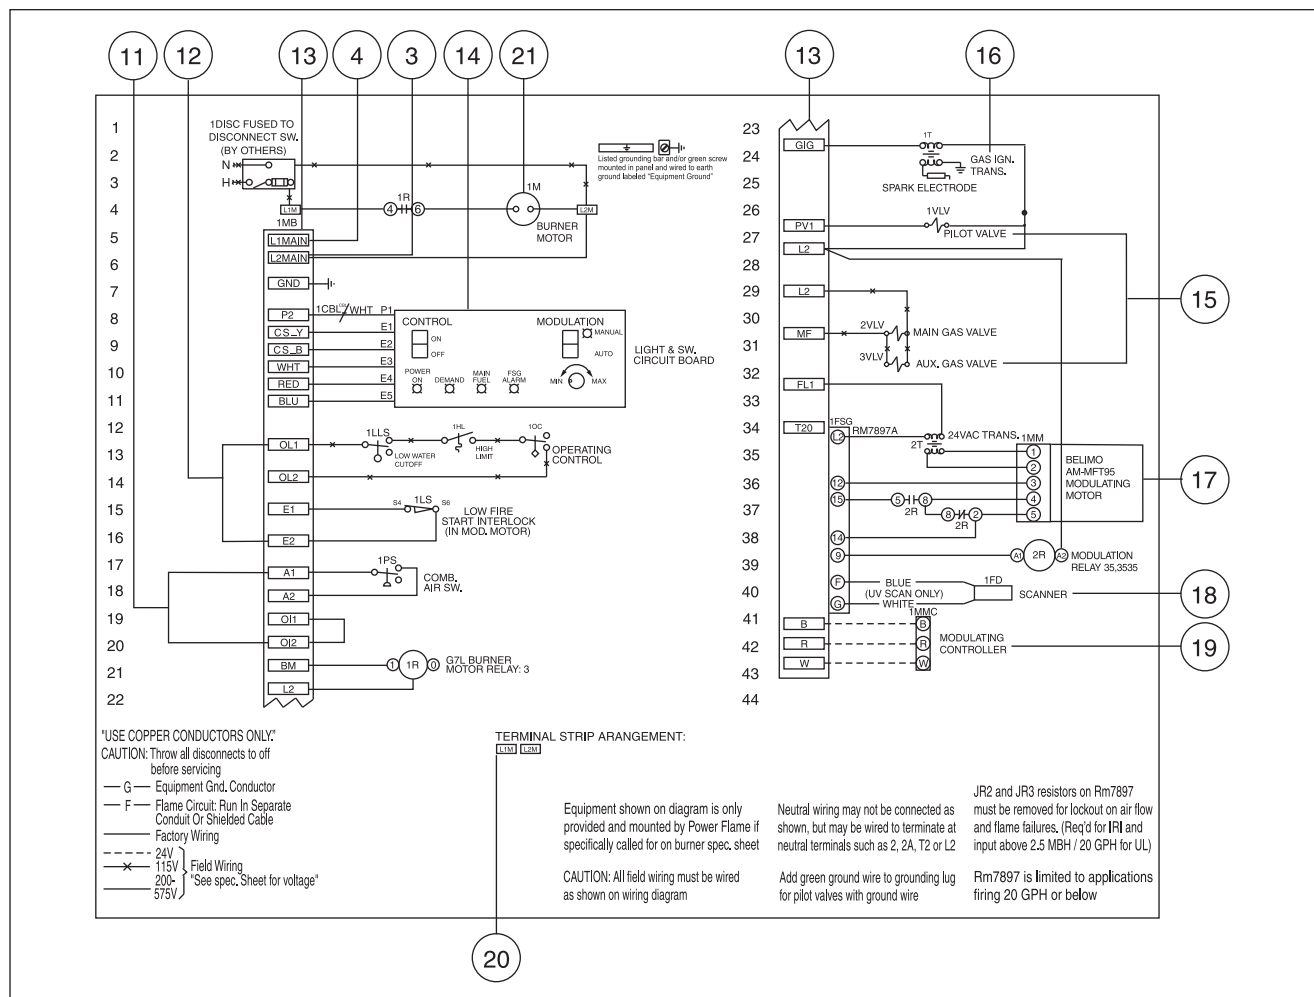 11 12 13 4 3 14 21 13 16
1
2
3
4
5
6
7
8
9
10
11
12
13
14
15
16
17
18
19
20
21
22
1DISC FUSED TO
DISCONNECT SW.
(BY OTHERS)
N
H
L1M
4 1R 6
1M
L2M
BURNER
MOTOR
Listed grounding bar and/or green screw
mounted in panel and wired to earth
ground labeled "Equipment Ground"
1MB
L1MAIN
L2MAIN
GND
P2
CS_Y
CS_B
WHT
RED
BLU
OL1
OL2
E1
E2
A1
A2
OI1
OI2
BM
L2
1CBL CBL WHT P1
E1
E2
E3
E4
E5
CONTROL
ON
OFF
MODULATION
MANUAL
AUTO
POWER
ON
DEMAND
MAIN
FUEL
FSG
ALARM
MIN MAX
LIGHT & SW.
CIRCUIT BOARD
1LLS
LOW WATER
CUTOFF
1HL
HIGH
LIMIT
1OC
OPERATING
CONTROL
S4 1LS S6
LOW FIRE
START INTERLOCK
(IN MOD. MOTOR)
1PS
COMB.
AIR SW.
1 1R 0
G7L BURNER
MOTOR RELAY: 3
23
24
25
26
27
28
29
30
31
32
33
34
35
36
37
38
39
40
41
42
43
44
GIG
PV1
L2
L2
MF
FL1
T20
B
R
W
1T
GAS IGN.
TRANS.
SPARK ELECTRODE
1VLV
PILOT VALVE
2VLV
MAIN GAS VALVE
3VLV
AUX. GAS VALVE
15
1FSG
L2 RM7897A
24VAC TRANS.
2T
1MM
1
2
3
4
5
BELIMO
AM-MFT95
MODULATING
MOTOR
17
12
15
5 8
2R
8 2
2R
14
9
A1 2R A2
MODULATION
RELAY 35,3535
F
G
BLUE
(UV SCAN ONLY)
WHITE
1FD
SCANNER
18
1MMC
B
R
W
MODULATING
CONTROLLER
19
"USE COPPER CONDUCTORS ONLY."
CAUTION: Throw all disconnects to off
before servicing
G Equipment Gnd. Conductor
F Flame Circuit: Run In Separate
Conduit Or Shielded Cable
Factory Wiring
24V
115V
200-
575V
Field Wiring
"See spec. Sheet for voltage"
TERMINAL STRIP ARANGEMENT:
L1M L2M
20
Equipment shown on diagram is only
provided and mounted by Power Flame if
specifically called for on burner spec. sheet
CAUTION: All field wiring must be wired
as shown on wiring diagram
Neutral wiring may not be connected as
shown, but may be wired to terminate at
neutral terminals such as 2, 2A, T2 or L2
Add green ground wire to grounding lug
for pilot valves with ground wire
JR2 and JR3 resistors on Rm7897
must be removed for lockout on air flow
and flame failures. (Req'd for IRI and
input above 2.5 MBH / 20 GPH for UL)
Rm7897 is limited to applications
firing 20 GPH or below